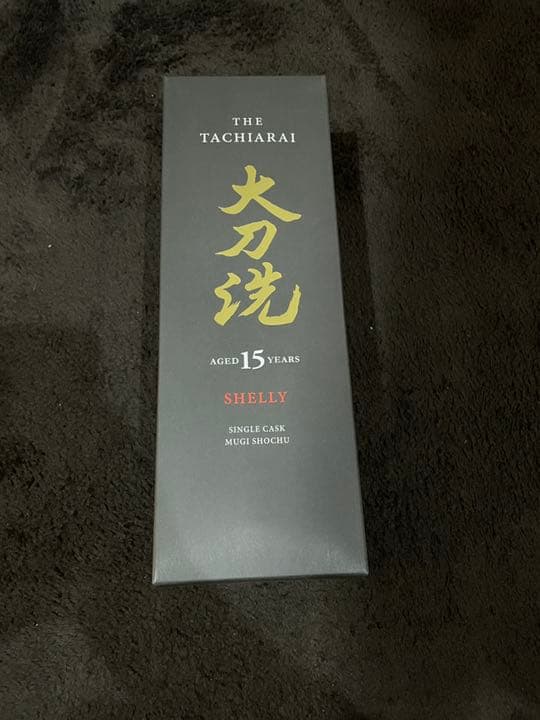 THE
TACHIARAI
大刀洗
AGED 15 YEARS
SHELLY
SINGLE CASK
MUGI SHOCHU